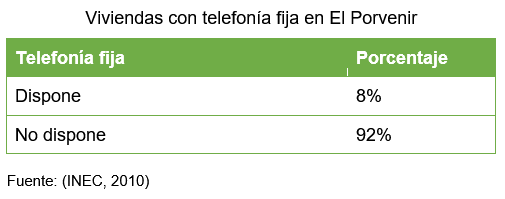 Viviendas con telefonía fija en El Porvenir
Telefonía fija Porcentaje
Dispone 8%
No dispone 92%
Fuente: (INEC, 2010)